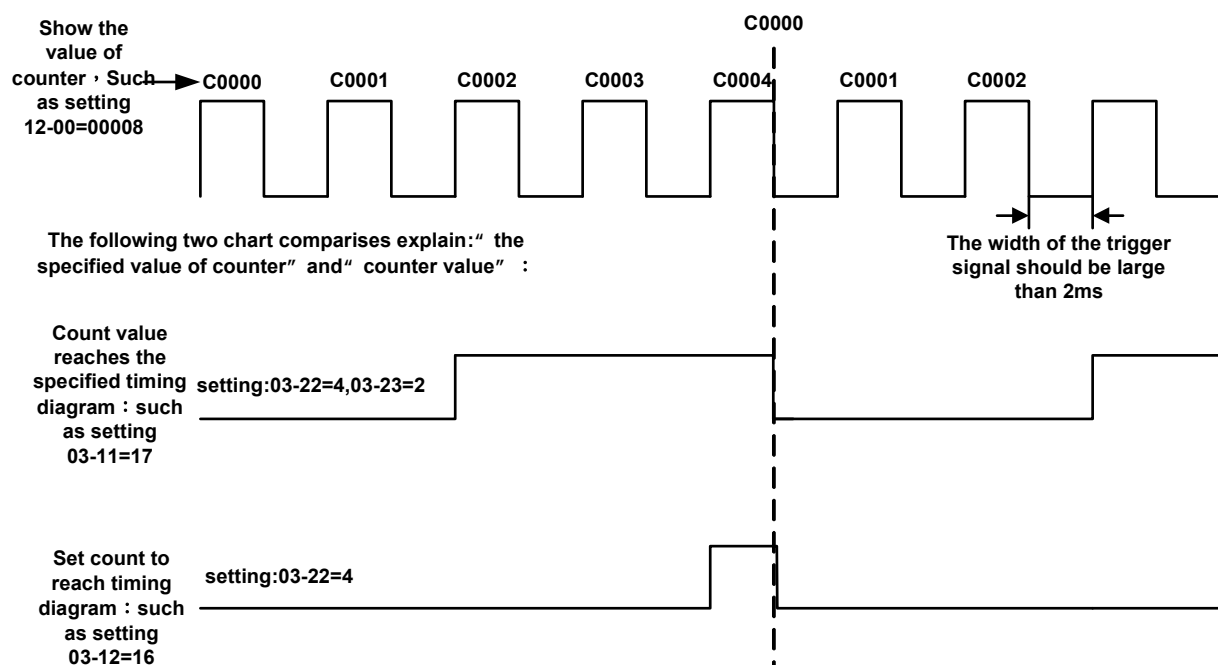 C0000
Show the
value of
counter,Such
as setting
12-00=00008
C0000 C0001 C0002 C0003 C0004 C0001 C0002
The following two chart comparises explain:“ the
specified value of counter” and“ counter value” :
The width of the trigger
signal should be large
than 2ms
Count value
reaches the
specified timing
diagram:such
as setting
03-11=17
setting:03-22=4,03-23=2
Set count to
reach timing
diagram:such
as setting
03-12=16
setting:03-22=4